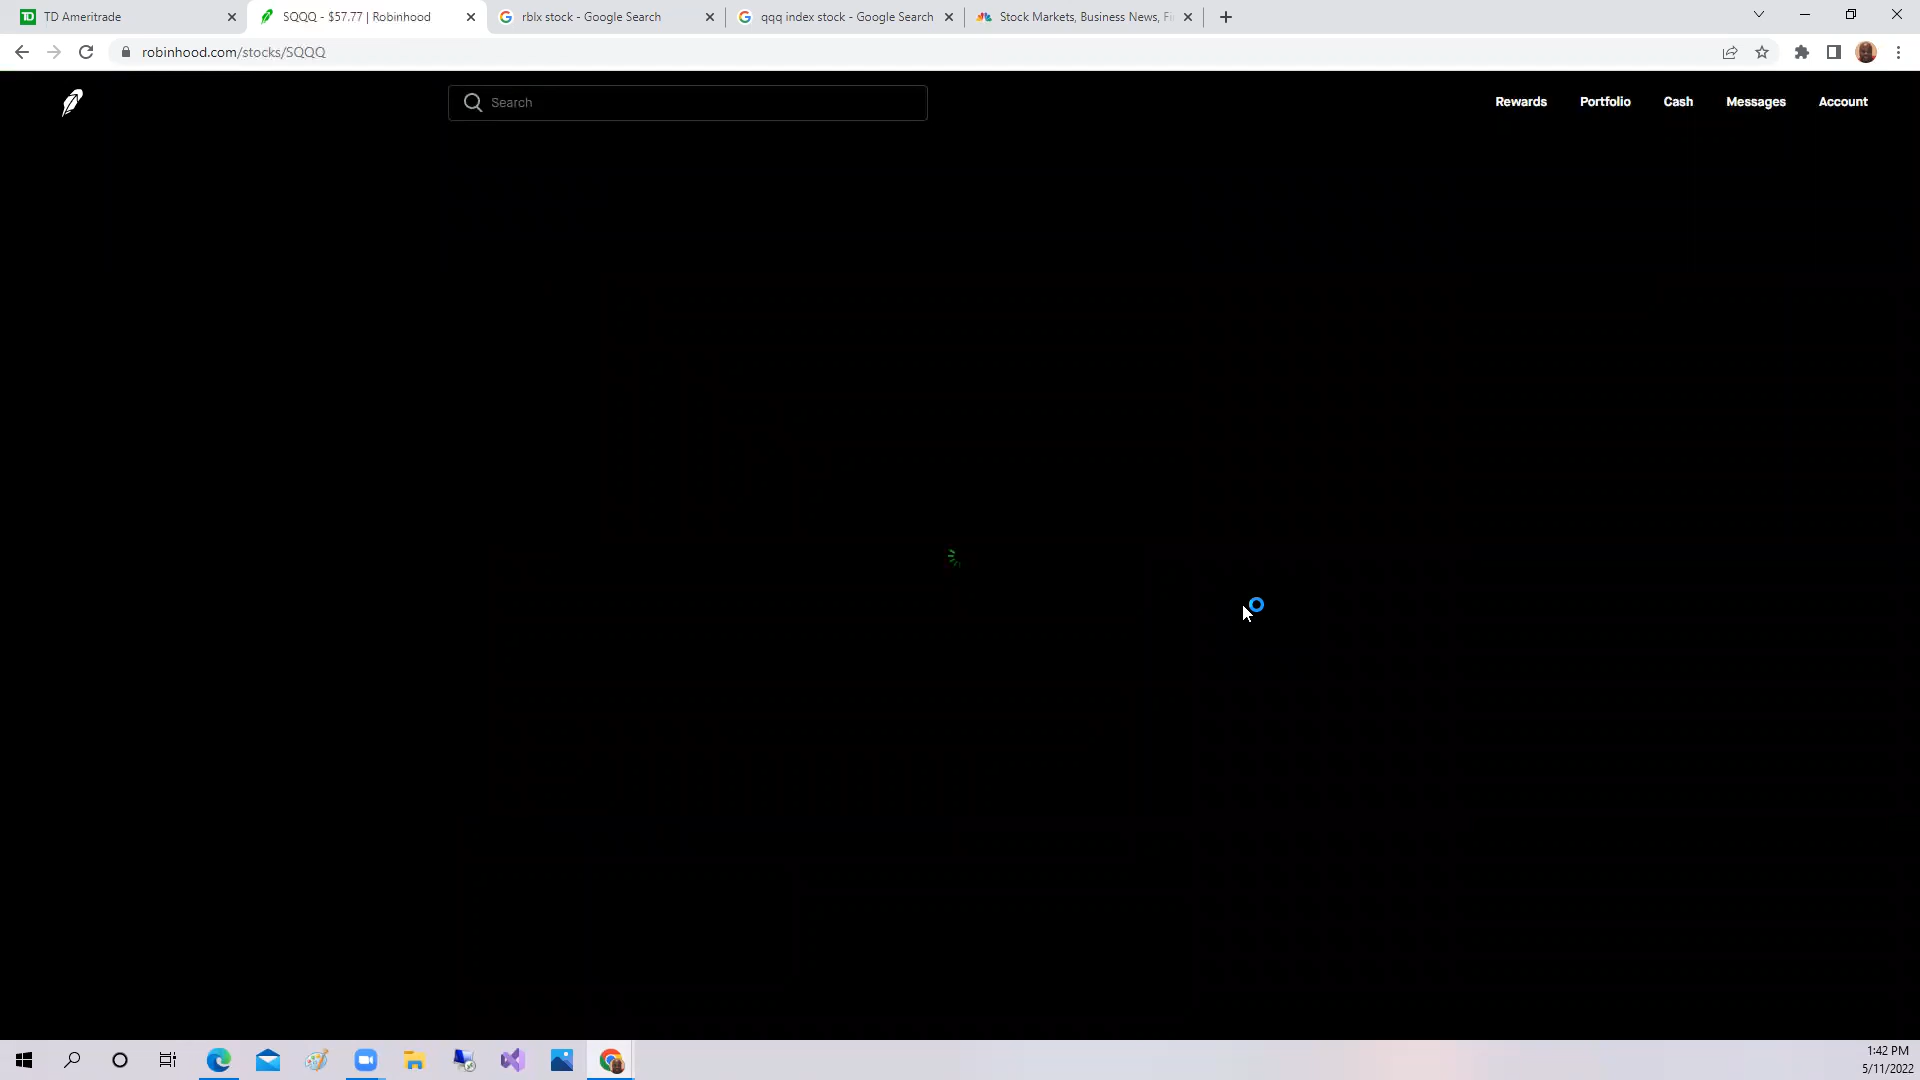 TD Ameritrade
SQQQ - $57.77 | Robinhood
rblx stock - Google Search
qqq index stock - Google Search
Stock Markets, Business News, Fi
robinhood.com/stocks/SQQQ
Search
Rewards
Portfolio
Cash
Messages
Account
1:42 PM
5/11/2022